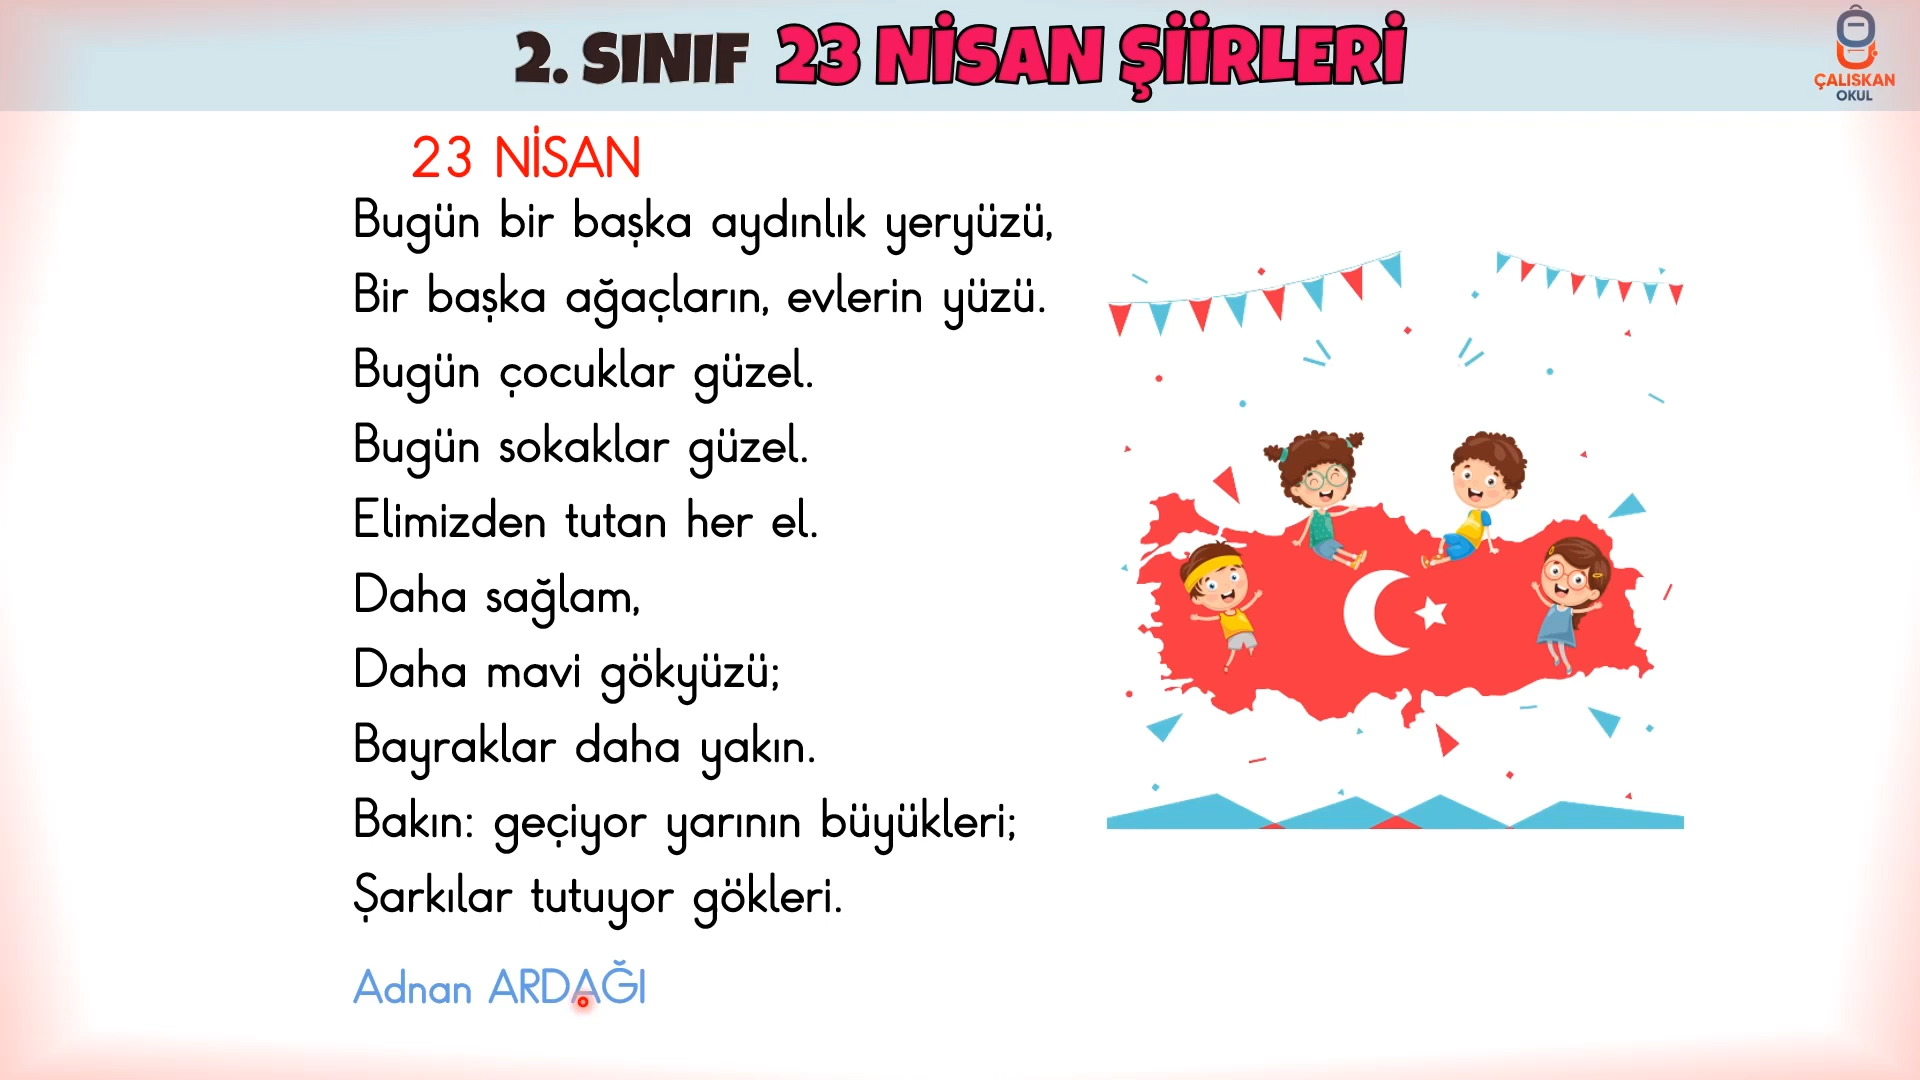 2. SINIF 23 NİSAN ŞİİRLERİ
ÇALISKAN
OKUL
23 NİSAN
Bugün bir başka aydınlık yeryüzü,
Bir başka ağaçların, evlerin yüzü.
Bugün çocuklar güzel.
Bugün sokaklar güzel.
Elimizden tutan her el.
Daha sağlam,
Daha mavi gökyüzü;
Bayraklar daha yakın.
Bakın: geçiyor yarının büyükleri;
Şarkılar tutuyor gökleri.
Adnan ARDAĞI